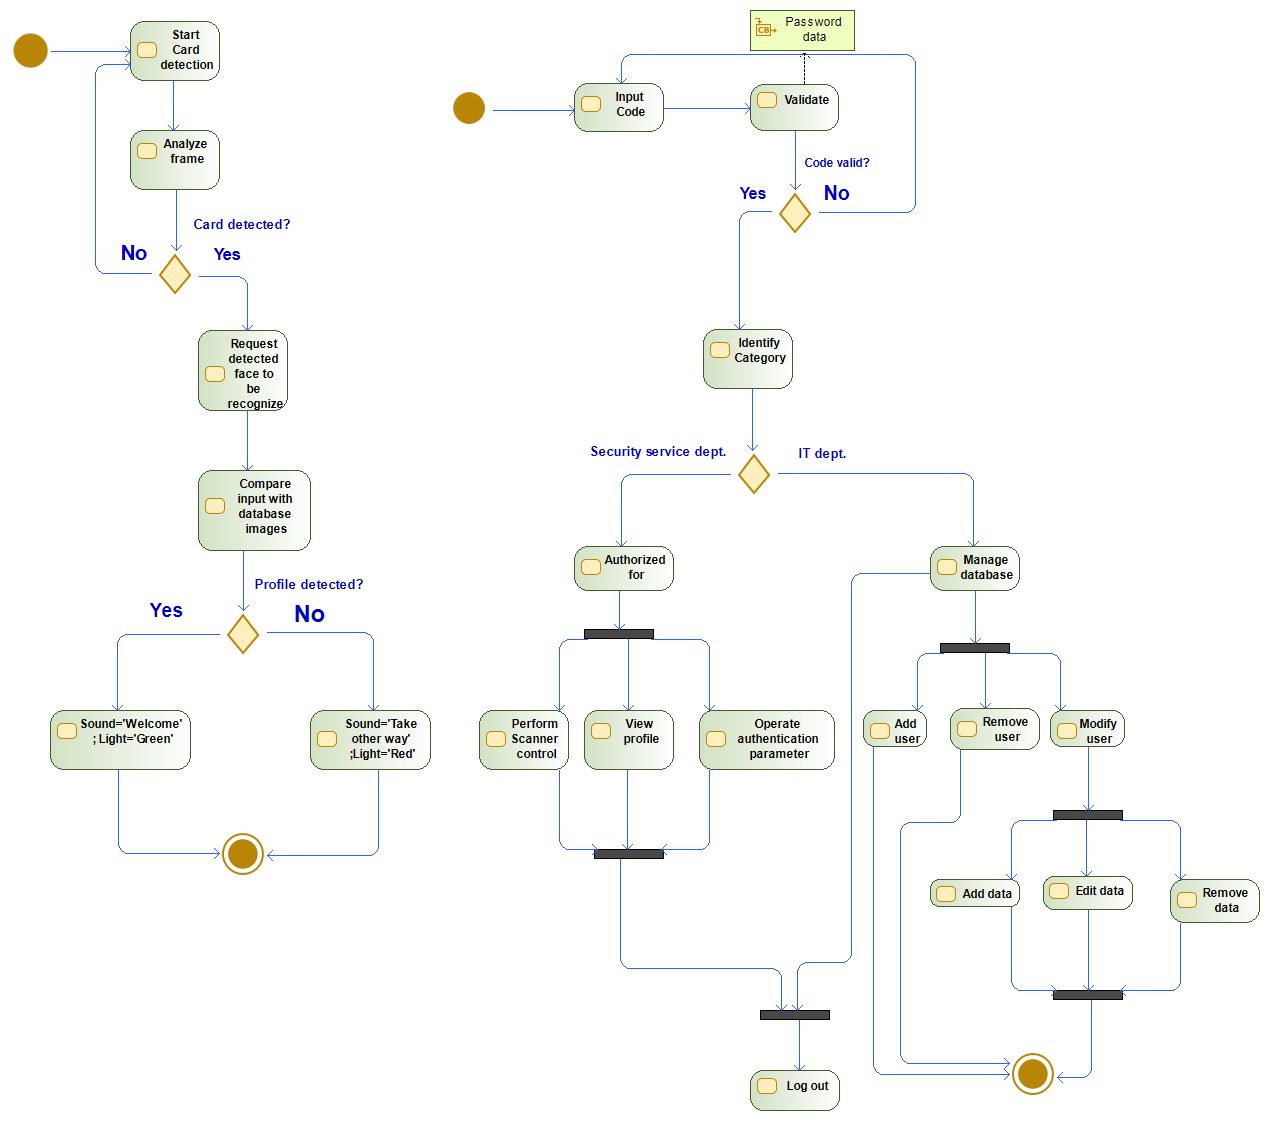 Start
Card
detection
Analyze
frame
Card detected?
No
Yes
Request
detected
face to
be
recognize
Compare
input with
database
images
Profile detected?
Yes
No
Sound='Welcome'
; Light='Green'
Sound='Take
other way'
;Light='Red'
Password
data
CB
Input
Code
Validate
Code valid?
Yes
No
Identify
Category
Security service dept.
IT dept.
Authorized
for
Manage
database
Perform
Scanner
control
View
profile
Operate
authentication
parameter
Add
user
Remove
user
Modify
user
Add data
Edit data
Remove
data
Log out